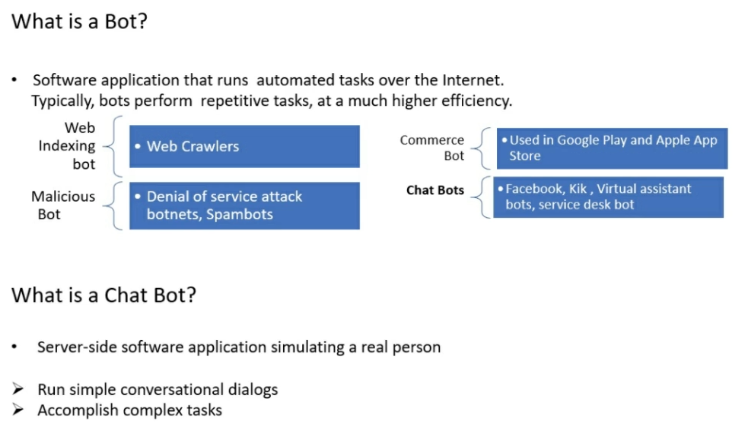 What is a Bot?
• Software application that runs automated tasks over the Internet.
Typically, bots perform repetitive tasks, at a much higher efficiency.
Web
Indexing
bot
• Web Crawlers
Malicious
Bot
• Denial of service attack
botnets, Spambots
Commerce
Bot
• Used in Google Play and Apple App
Store
Chat Bots
• Facebook, Kik , Virtual assistant
bots, service desk bot
What is a Chat Bot?
• Server-side software application simulating a real person
➢ Run simple conversational dialogs
➢ Accomplish complex tasks